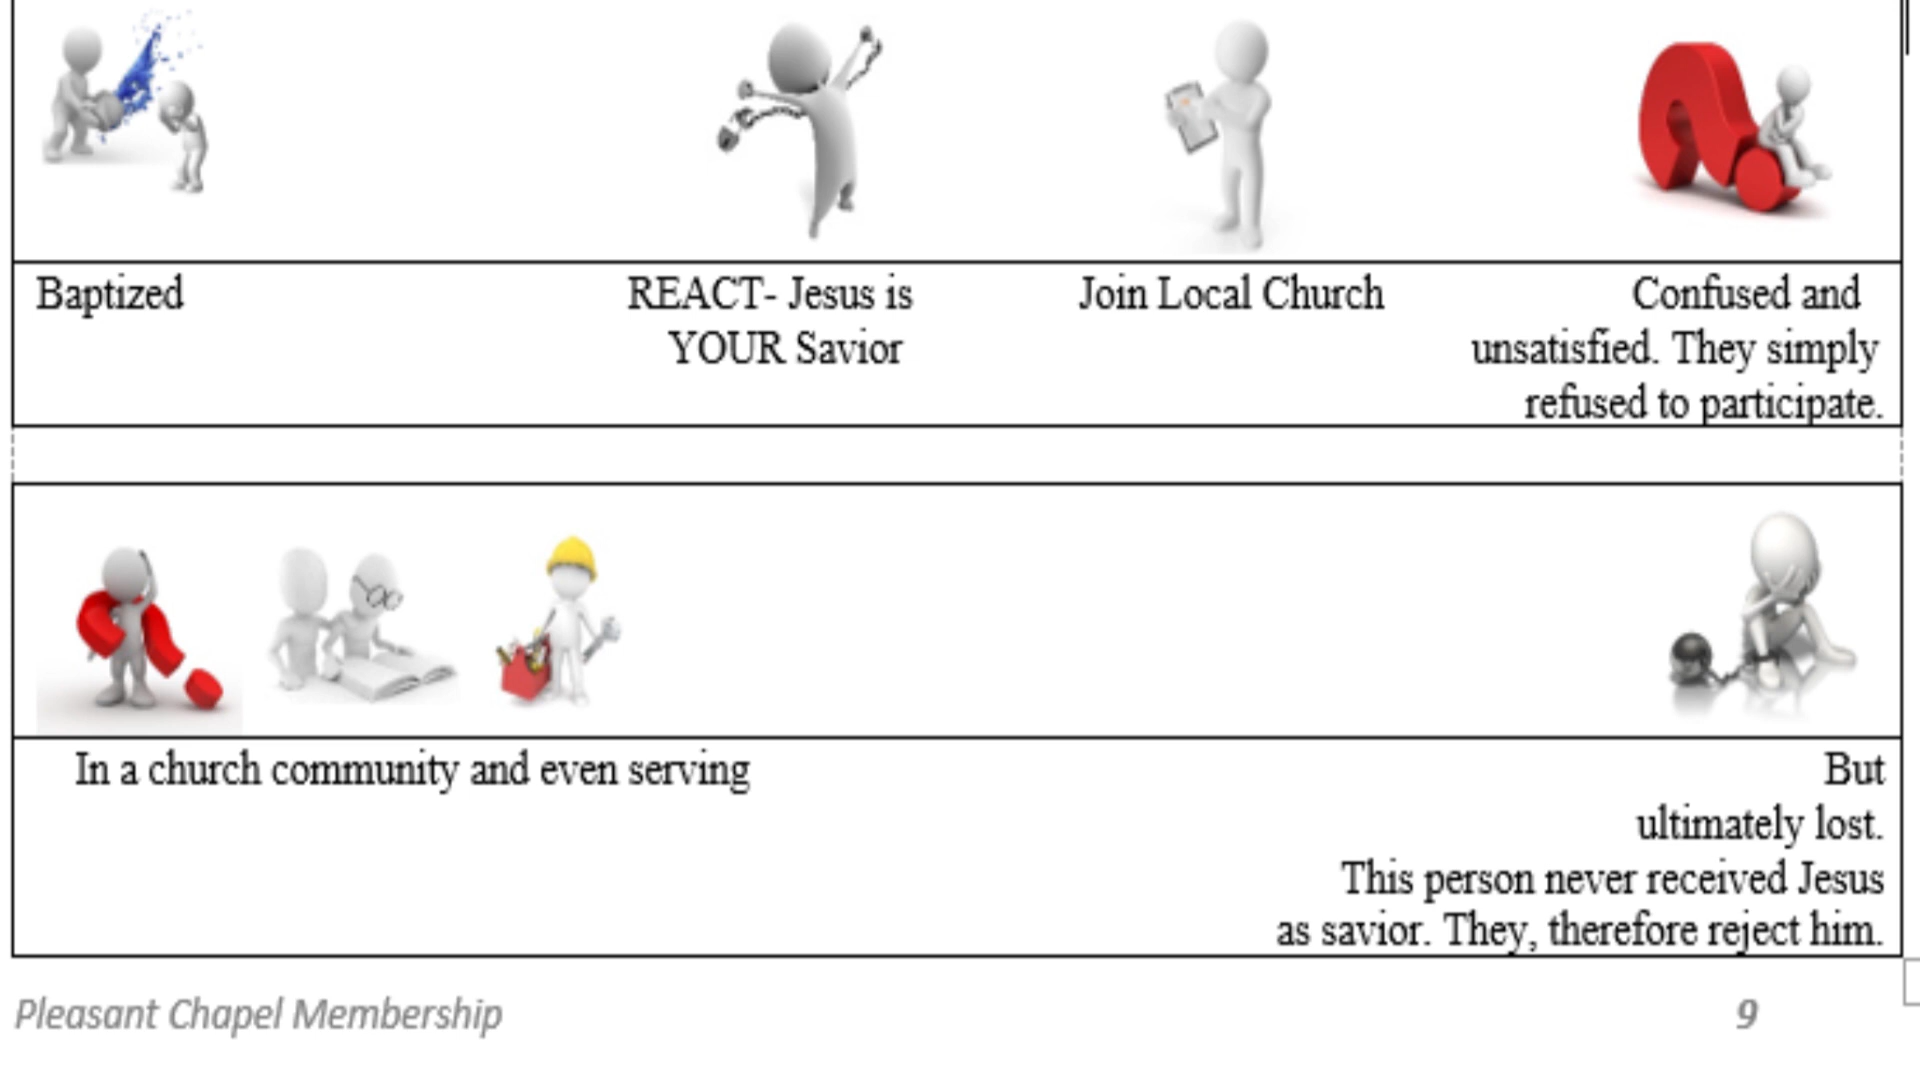 Baptized
REACT- Jesus is
YOUR Savior
Join Local Church
Confused and
unsatisfied. They simply
refused to participate.
In a church community and even serving
But
ultimately lost.
This person never received Jesus
as savior. They, therefore reject him.
Pleasant Chapel Membership
9